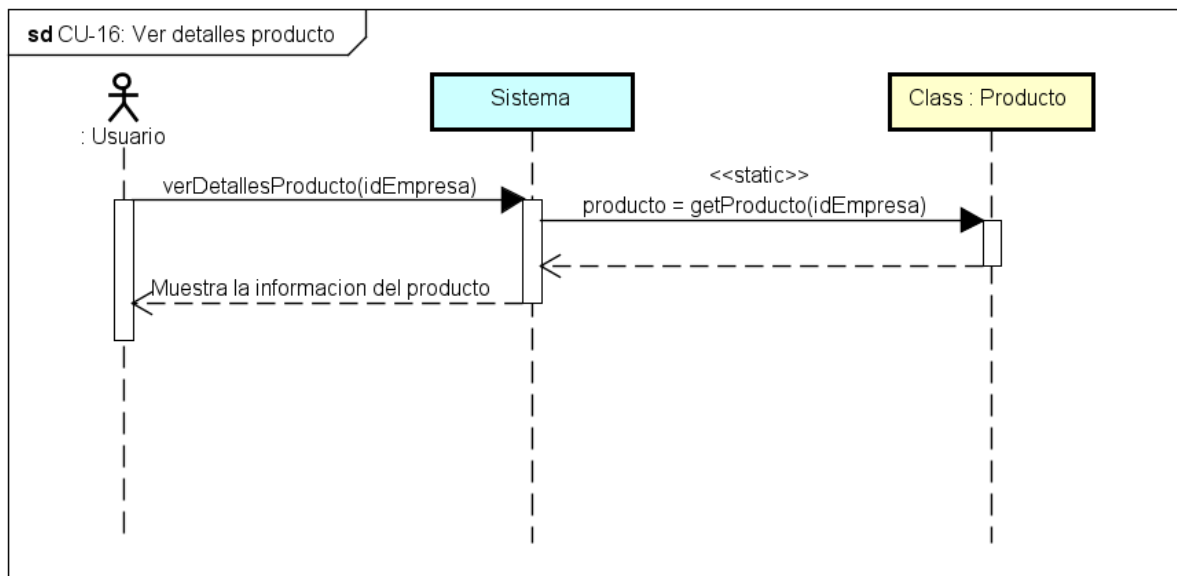 sd CU-16: Ver detalles producto
: Usuario
Sistema
Class : Producto
verDetallesProducto(idEmpresa)
<<static>>
producto = getProducto(idEmpresa)
Muestra la informacion del producto